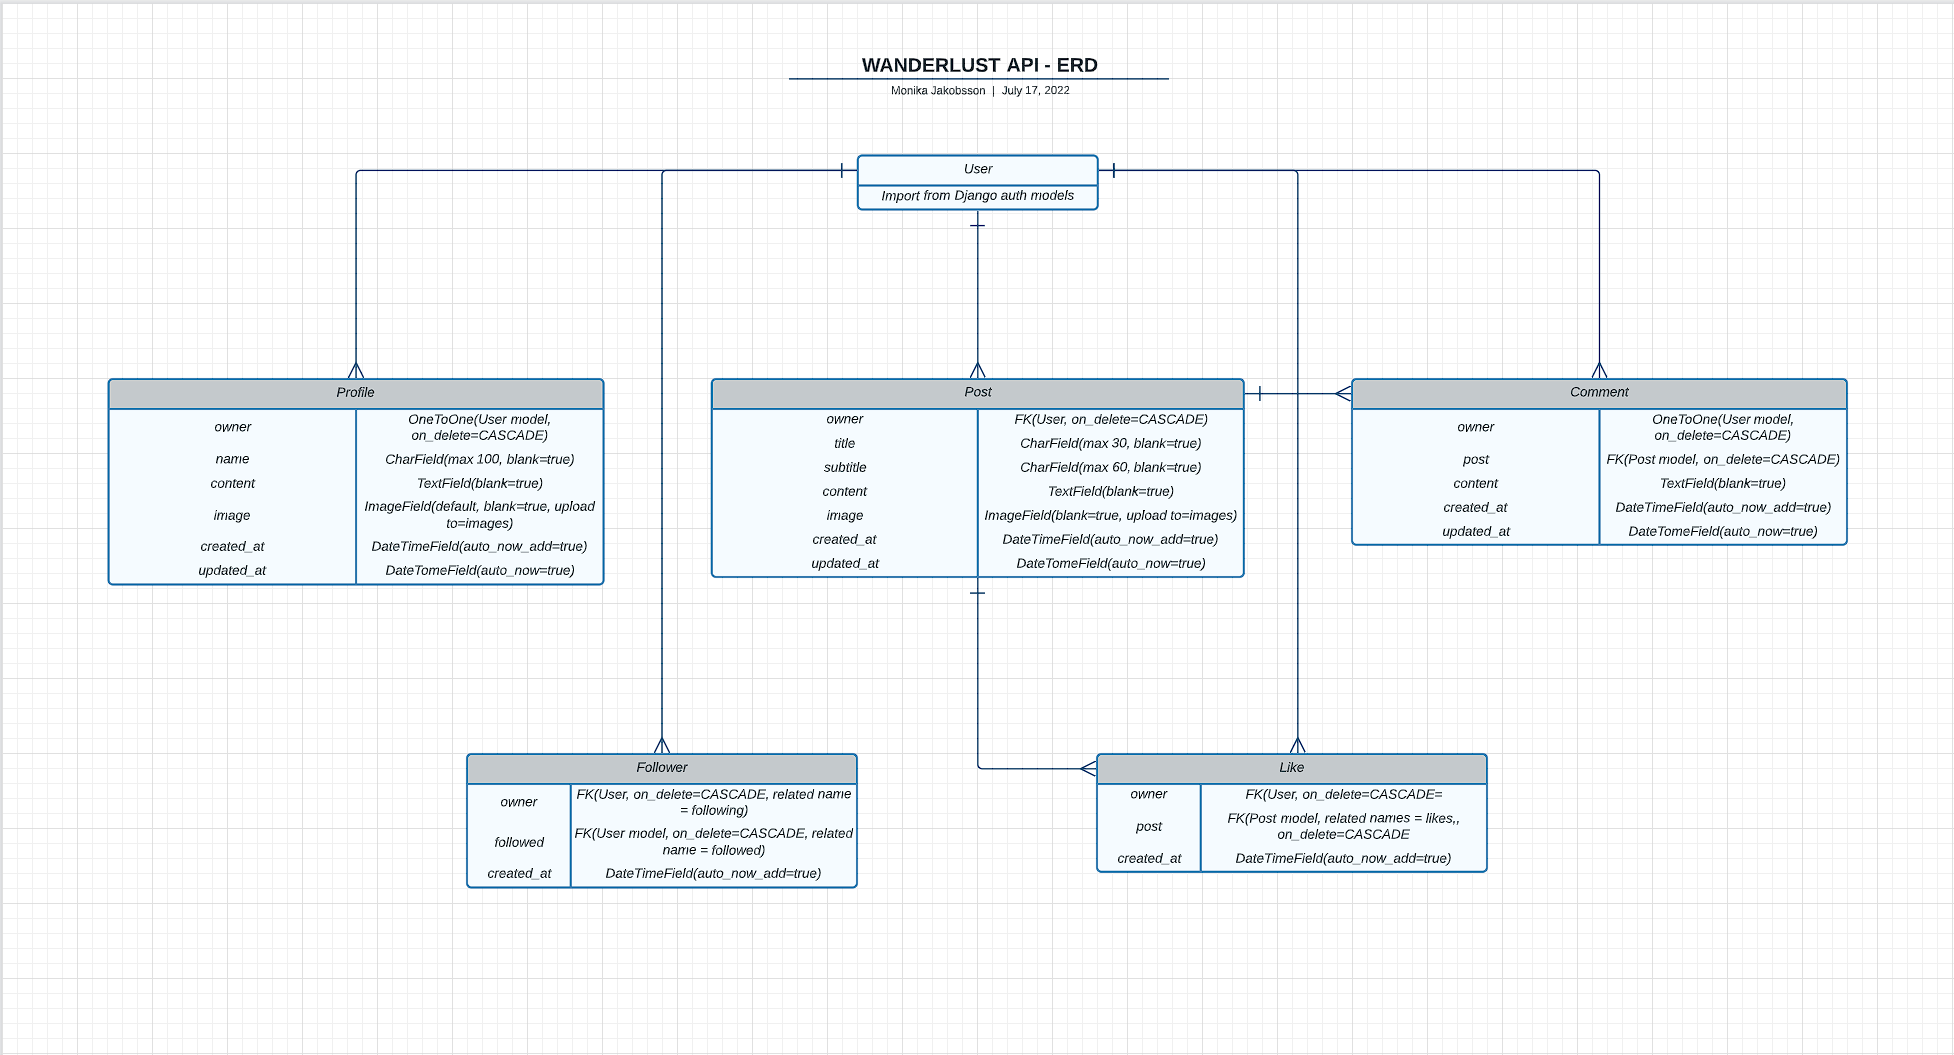 WANDERLUST API - ERD
Monika Jakobsson | July 17, 2022
User
Import from Django auth models
Profile
owner
OneToOne(User model,
on_delete=CASCADE)
name
CharField(max 100, blank=true)
content
TextField(blank=true)
image
ImageField(default, blank=true, upload
to=images)
created_at
DateTimeField(auto_now_add=true)
updated_at
DateTomeField(auto_now=true)
Post
owner
FK(User, on_delete=CASCADE)
title
CharField(max 30, blank=true)
subtitle
CharField(max 60, blank=true)
content
TextField(blank=true)
image
ImageField(blank=true, upload to=images)
created_at
DateTimeField(auto_now_add=true)
updated_at
DateTomeField(auto_now=true)
Comment
owner
OneToOne(User model,
on_delete=CASCADE)
post
FK(Post model, on_delete=CASCADE)
content
TextField(blank=true)
created_at
DateTimeField(auto_now_add=true)
updated_at
DateTomeField(auto_now=true)
Follower
owner
FK(User, on_delete=CASCADE, related name
= following)
followed
FK(User model, on_delete=CASCADE, related
name = followed)
created_at
DateTimeField(auto_now_add=true)
Like
owner
FK(User, on_delete=CASCADE=
post
FK(Post model, related names = likes,,
on_delete=CASCADE
created_at
DateTimeField(auto_now_add=true)